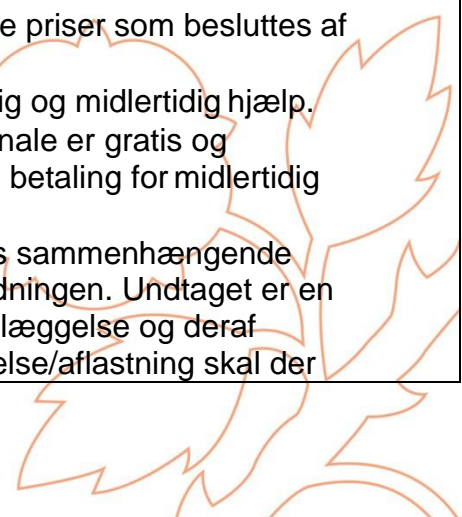 e priser som besluttes af
ig og midlertidig hjælp.
nale er gratis og
betaling for midlertidig
s sammenhængende
dningen. Undtaget er en
læggelse og deraf
else/aflastning skal der